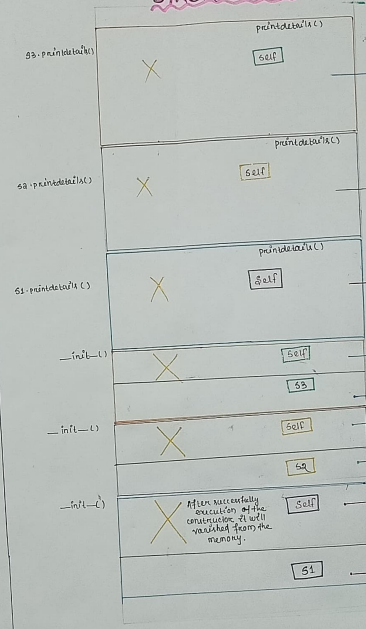 printdetails()
s3.printdetails()
self
printdetails()
s2.printdetails()
self
printdetails()
s1.printdetails()
self
__init__()
self
s3
__init__()
self
s2
__init__()
After successfully
execution of the
constructor it will
vanished from the
memory.
self
s1